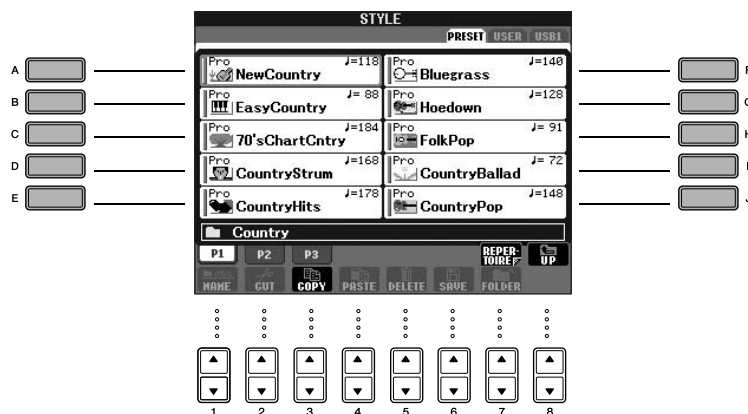 STYLE
PRESET USER USB1
A
Pro ♩=118
NewCountry
Pro ♩=140
Bluegrass
B
Pro ♩= 88
EasyCountry
Pro ♩=128
Hoedown
C
Pro ♩=184
70'sChartCntry
Pro ♩= 91
FolkPop
D
Pro ♩=168
CountryStrum
Pro ♩= 72
CountryBallad
E
Pro ♩=178
CountryHits
Pro ♩=148
CountryPop
Country
P1 P2 P3 REPER-TOIRE UP
NAME CUT COPY PASTE DELETE SAVE FOLDER
1 2 3 4 5 6 7 8